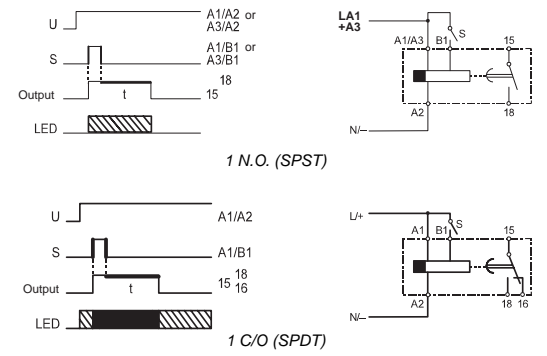 U
A1/A2 or
A3/A2
S
A1/B1 or
A3/B1
Output
t
18
15
LED
LA1
+A3
S
A1/A3
B1
15
A2
18
N/–
1 N.O. (SPST)
U
A1/A2
S
A1/B1
Output
t
15
18
16
LED
L/+
S
A1
B1
15
A2
18
16
N/–
1 C/O (SPDT)